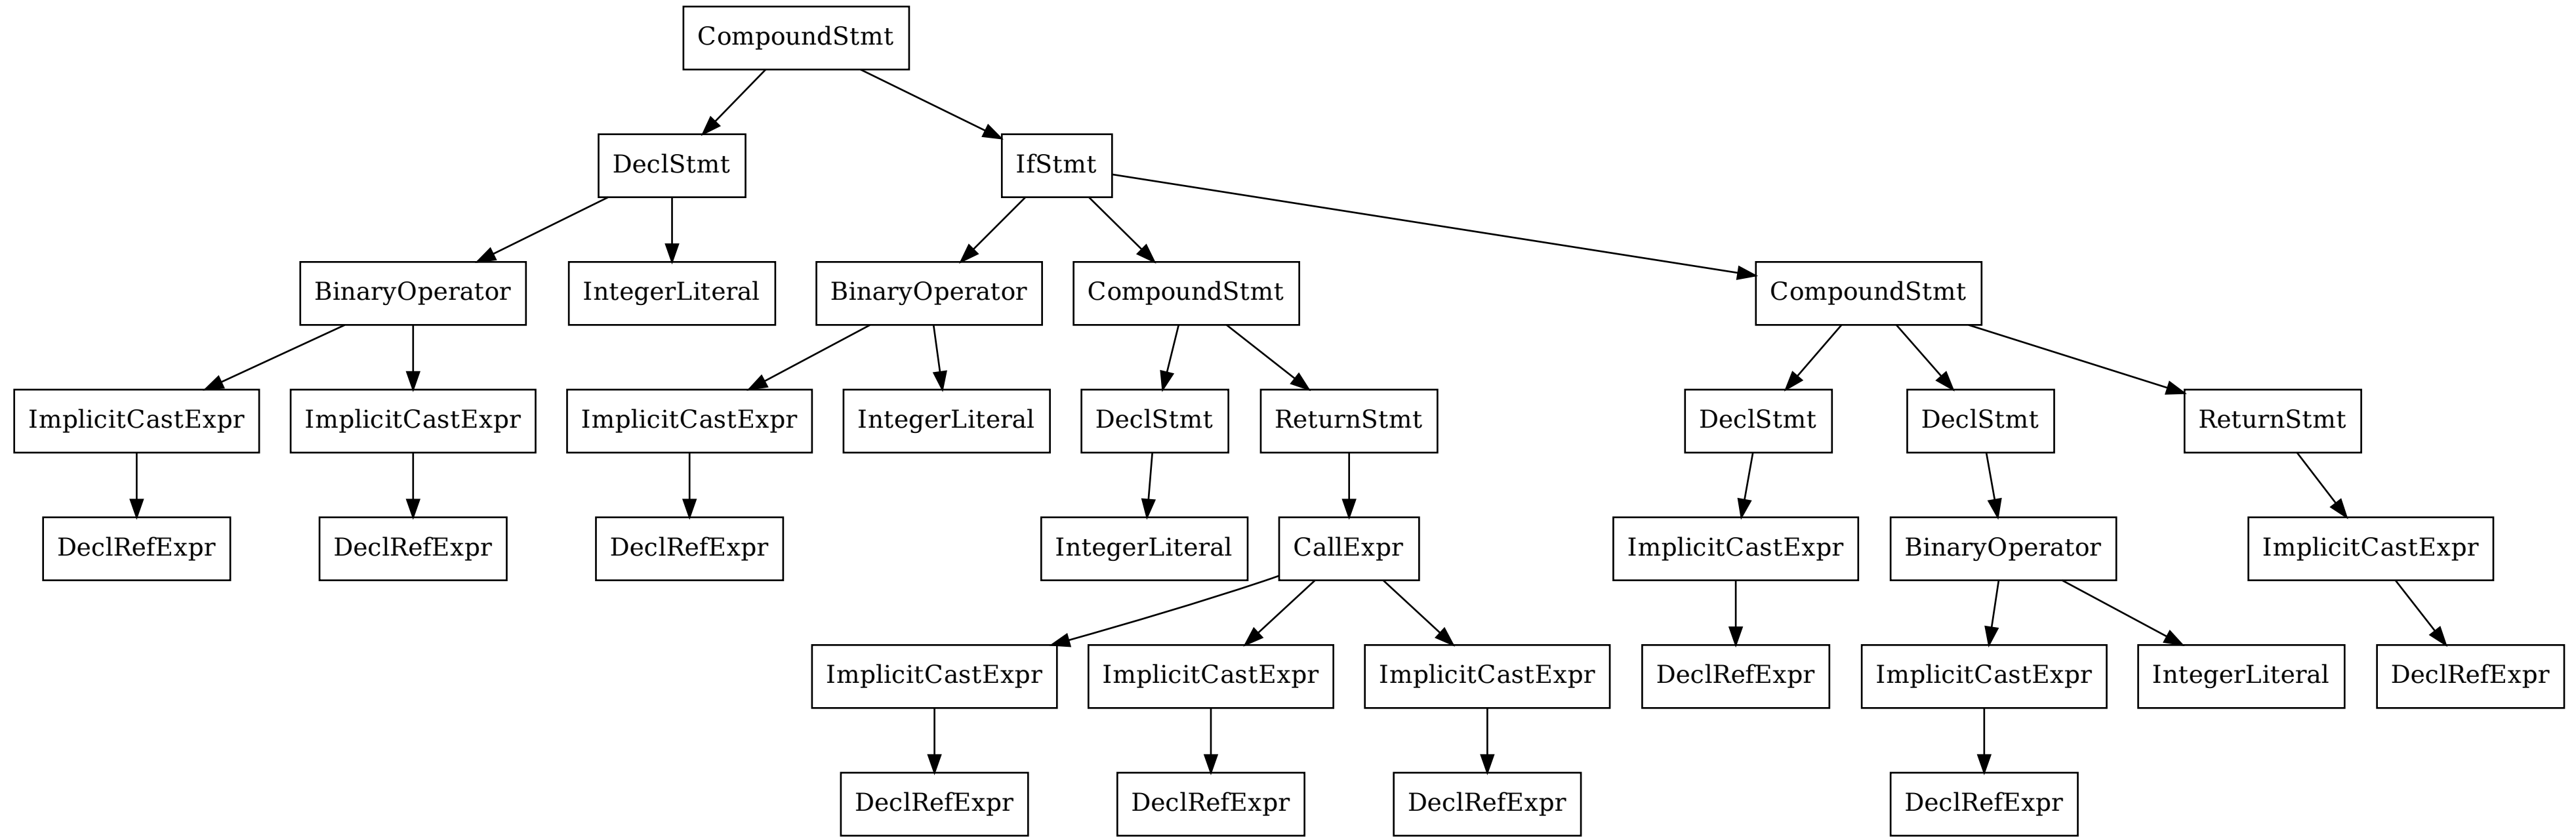 CompoundStmt
DeclStmt
IfStmt
BinaryOperator
IntegerLiteral
BinaryOperator
CompoundStmt
CompoundStmt
ImplicitCastExpr
ImplicitCastExpr
ImplicitCastExpr
IntegerLiteral
DeclStmt
ReturnStmt
DeclStmt
DeclStmt
ReturnStmt
DeclRefExpr
DeclRefExpr
DeclRefExpr
IntegerLiteral
CallExpr
ImplicitCastExpr
BinaryOperator
ImplicitCastExpr
ImplicitCastExpr
ImplicitCastExpr
ImplicitCastExpr
DeclRefExpr
ImplicitCastExpr
IntegerLiteral
DeclRefExpr
DeclRefExpr
DeclRefExpr
DeclRefExpr
DeclRefExpr